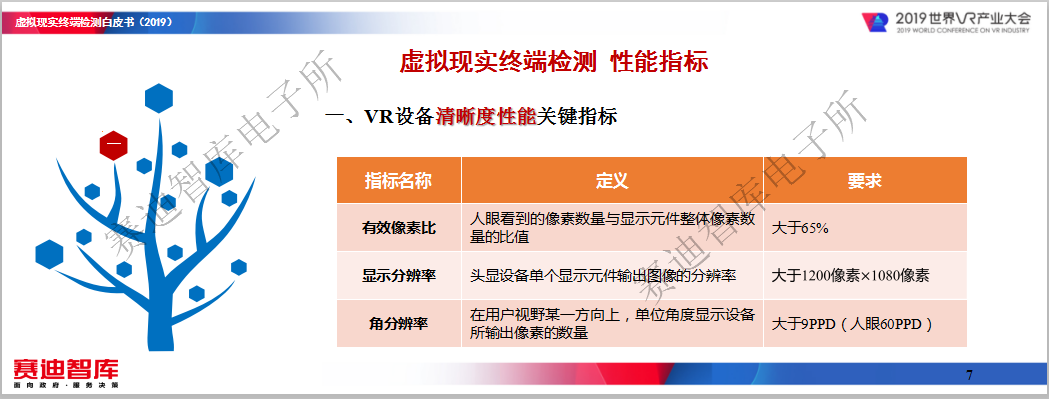 虚拟现实终端检测白皮书（2019）
2019世界VR产业大会
2019 WORLD CONFERENCE ON VR INDUSTRY
虚拟现实终端检测 性能指标
一、VR设备清晰度性能关键指标
一
指标名称 定义 要求
有效像素比 人眼看到的像素数量与显示元件整体像素数
量的比值 大于65%
显示分辨率 头显设备单个显示元件输出图像的分辨率 大于1200像素×1080像素
角分辨率 在用户视野某一方向上，单位角度显示设备
所输出像素的数量 大于9PPD（人眼60PPD）
赛迪智库电子所
赛迪智库电子所
赛迪智库
面向政府·服务决策
7